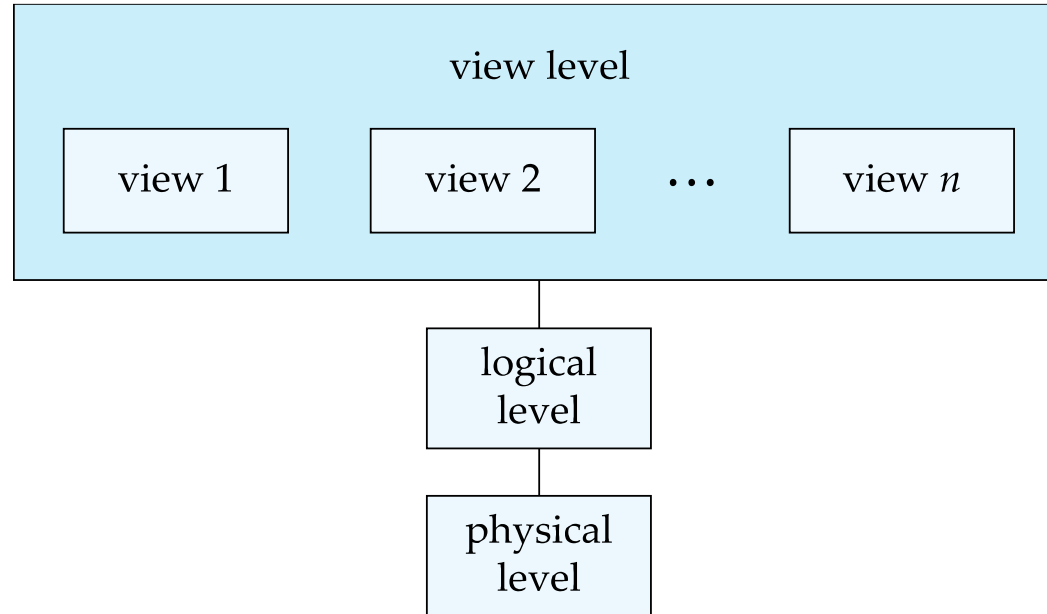 view level
view 1 view 2 ... view n
logical
level
physical
level